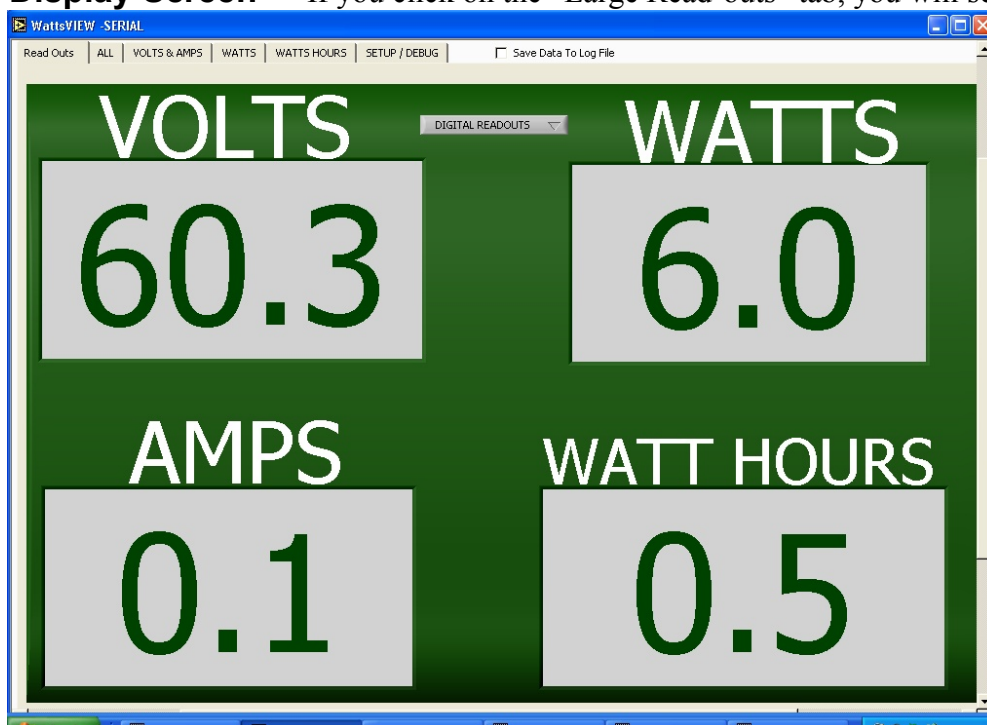 Display Screen If you click on the "Large Read-outs" tab, you will
WattsVIEW -SERIAL
Read Outs ALL VOLTS & AMPS WATTS WATTS HOURS SETUP / DEBUG Save Data To Log File
DIGITAL READOUTS
VOLTS WATTS
60.3 6.0
AMPS WATT HOURS
0.1 0.5